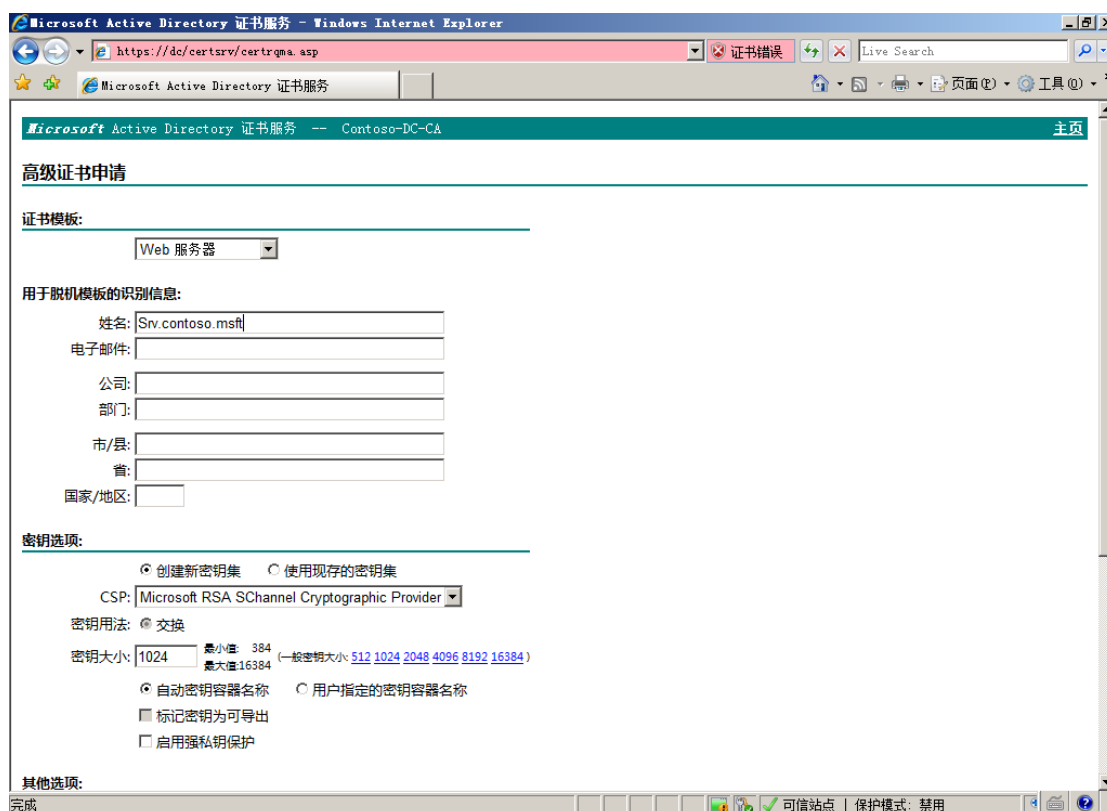 Microsoft Active Directory 证书服务 - Windows Internet Explorer
https://dc/certsrv/certrqma.asp
证书错误
Live Search
Microsoft Active Directory 证书服务
页面(P)
工具(O)
Microsoft Active Directory 证书服务 -- Contoso-DC-CA
主页
高级证书申请
证书模板:
Web 服务器
用于脱机模板的识别信息:
姓名: Srv.contoso.msft
电子邮件:
公司:
部门:
市/县:
省:
国家/地区:
密钥选项:
创建新密钥集 使用现存的密钥集
CSP: Microsoft RSA SChannel Cryptographic Provider
密钥用法: 交换
密钥大小: 1024 最小值: 384 最大值:16384 (一般密钥大小: 512 1024 2048 4096 8192 16384)
自动密钥容器名称 用户指定的密钥容器名称
标记密钥为可导出
启用强私钥保护
其他选项:
完成
可信站点 | 保护模式: 禁用